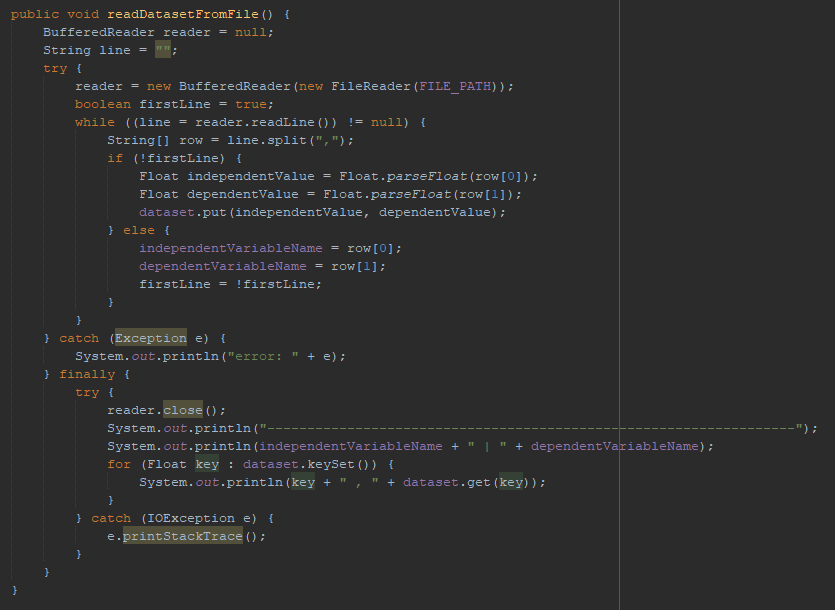 public void readDatasetFromFile() {
    BufferedReader reader = null;
    String line = "";
    try {
        reader = new BufferedReader(new FileReader(FILE_PATH));
        boolean firstLine = true;
        while ((line = reader.readLine()) != null) {
            String[] row = line.split(",");
            if (!firstLine) {
                Float independentValue = Float.parseFloat(row[0]);
                Float dependentValue = Float.parseFloat(row[1]);
                dataset.put(independentValue, dependentValue);
            } else {
                independentVariableName = row[0];
                dependentVariableName = row[1];
                firstLine = !firstLine;
            }
        }
    } catch (Exception e) {
        System.out.println("error: " + e);
    } finally {
        try {
            reader.close();
            System.out.println("------------------------------------------------------------------");
            System.out.println(independentVariableName + " | " + dependentVariableName);
            for (Float key : dataset.keySet()) {
                System.out.println(key + " , " + dataset.get(key));
            }
        } catch (IOException e) {
            e.printStackTrace();
        }
    }
}